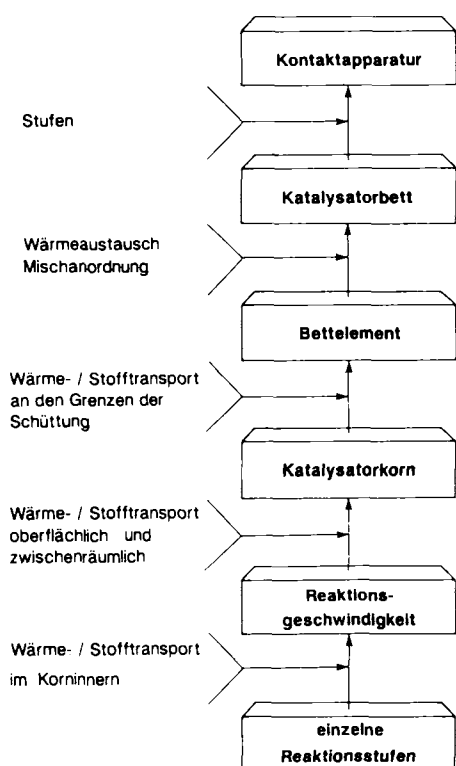 Kontaktapparatur
Stufen
Katalysatorbett
Wärmeaustausch
Mischanordnung
Bettelement
Wärme- / Stofftransport
an den Grenzen der
Schüttung
Katalysatorkorn
Wärme- / Stofftransport
oberflächlich und
zwischenräumlich
Reaktions-
geschwindigkeit
Wärme- / Stofftransport
im Korninnern
einzelne
Reaktionsstufen